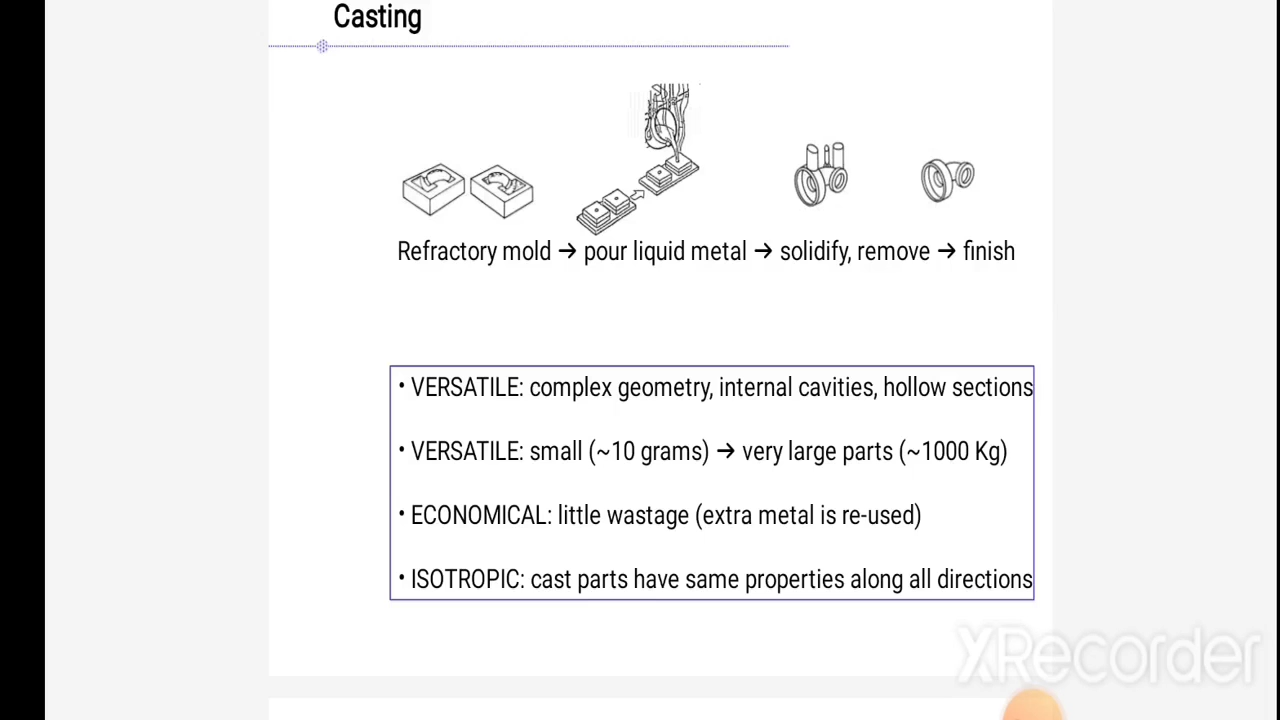 Casting
Refractory mold → pour liquid metal → solidify, remove → finish
• VERSATILE: complex geometry, internal cavities, hollow sections
• VERSATILE: small (~10 grams) → very large parts (~1000 Kg)
• ECONOMICAL: little wastage (extra metal is re-used)
• ISOTROPIC: cast parts have same properties along all directions
XRecorder